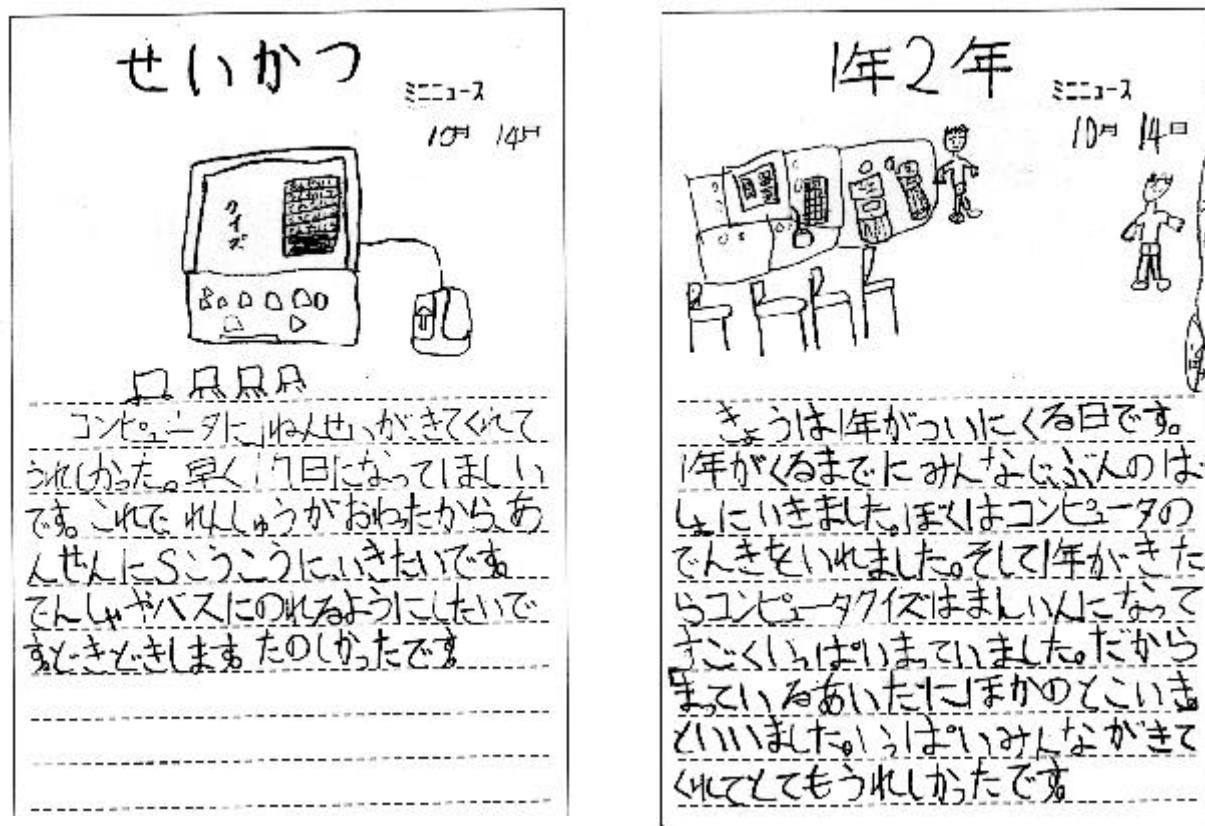 せいかつ
ミニニュース
10月 14日
クイズ
コンピュータに1ねんせいが、きてくれて
うれしかった。早く17日になってほしい
です。これで、れんしゅうがおわったから、あ
んせんにSこうこうに、いきたいです。
てんしゃやバスにのれるようにしたいで
す。どきどきします。たのしかったです。
1年2年
ミニニュース
10月 14日
きょうは1年がついにくる日です。
1年がくるまでにみんなじぶんのば
しょにいきました。ぼくはコンピュータの
でんきをいれました。そして1年がきた
らコンピュータクイズはまんいんになって
すごくいっぱいまっていました。だから
「まっているあいだにほかのとこいき。
といいました。いっぱいみんながきて
くれてとてもうれしかったです。